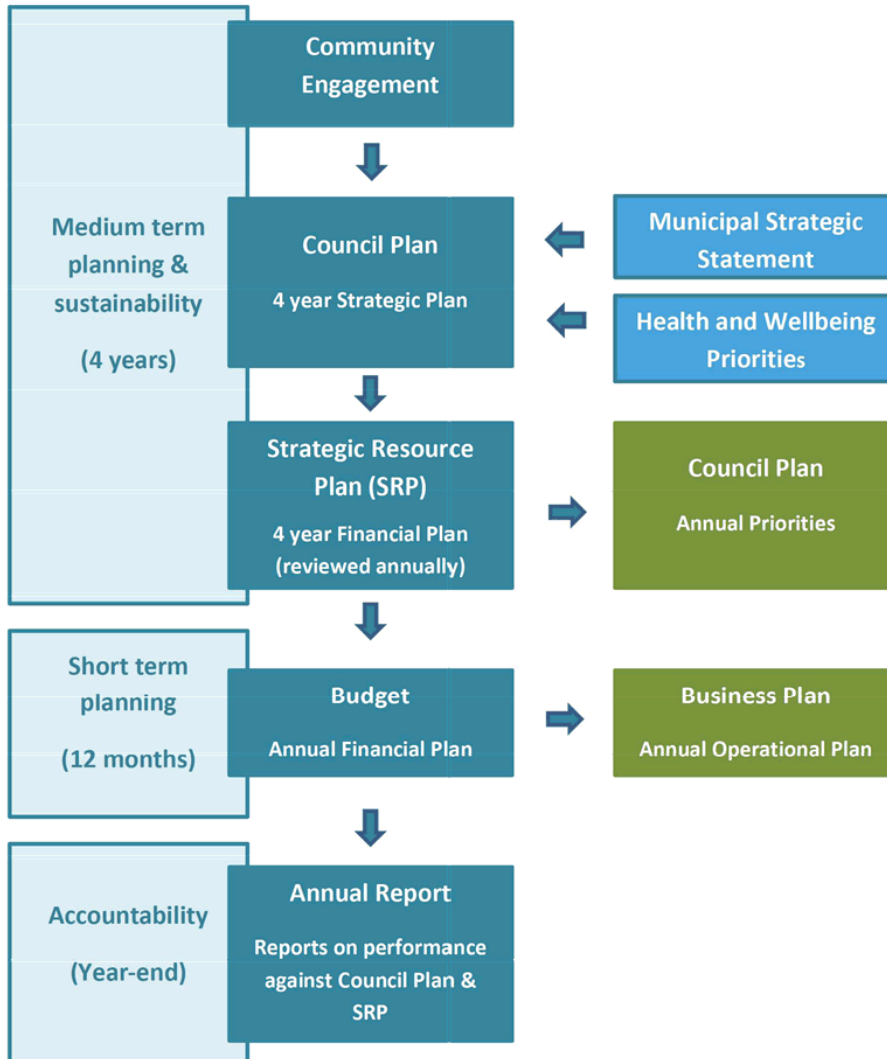 Community
Engagement
Medium term
planning &
sustainability
(4 years)
Council Plan
4 year Strategic Plan
Municipal Strategic
Statement
Health and Wellbeing
Priorities
Strategic Resource
Plan (SRP)
4 year Financial Plan
(reviewed annually)
Council Plan
Annual Priorities
Short term
planning
(12 months)
Budget
Annual Financial Plan
Business Plan
Annual Operational Plan
Accountability
(Year-end)
Annual Report
Reports on performance
against Council Plan &
SRP